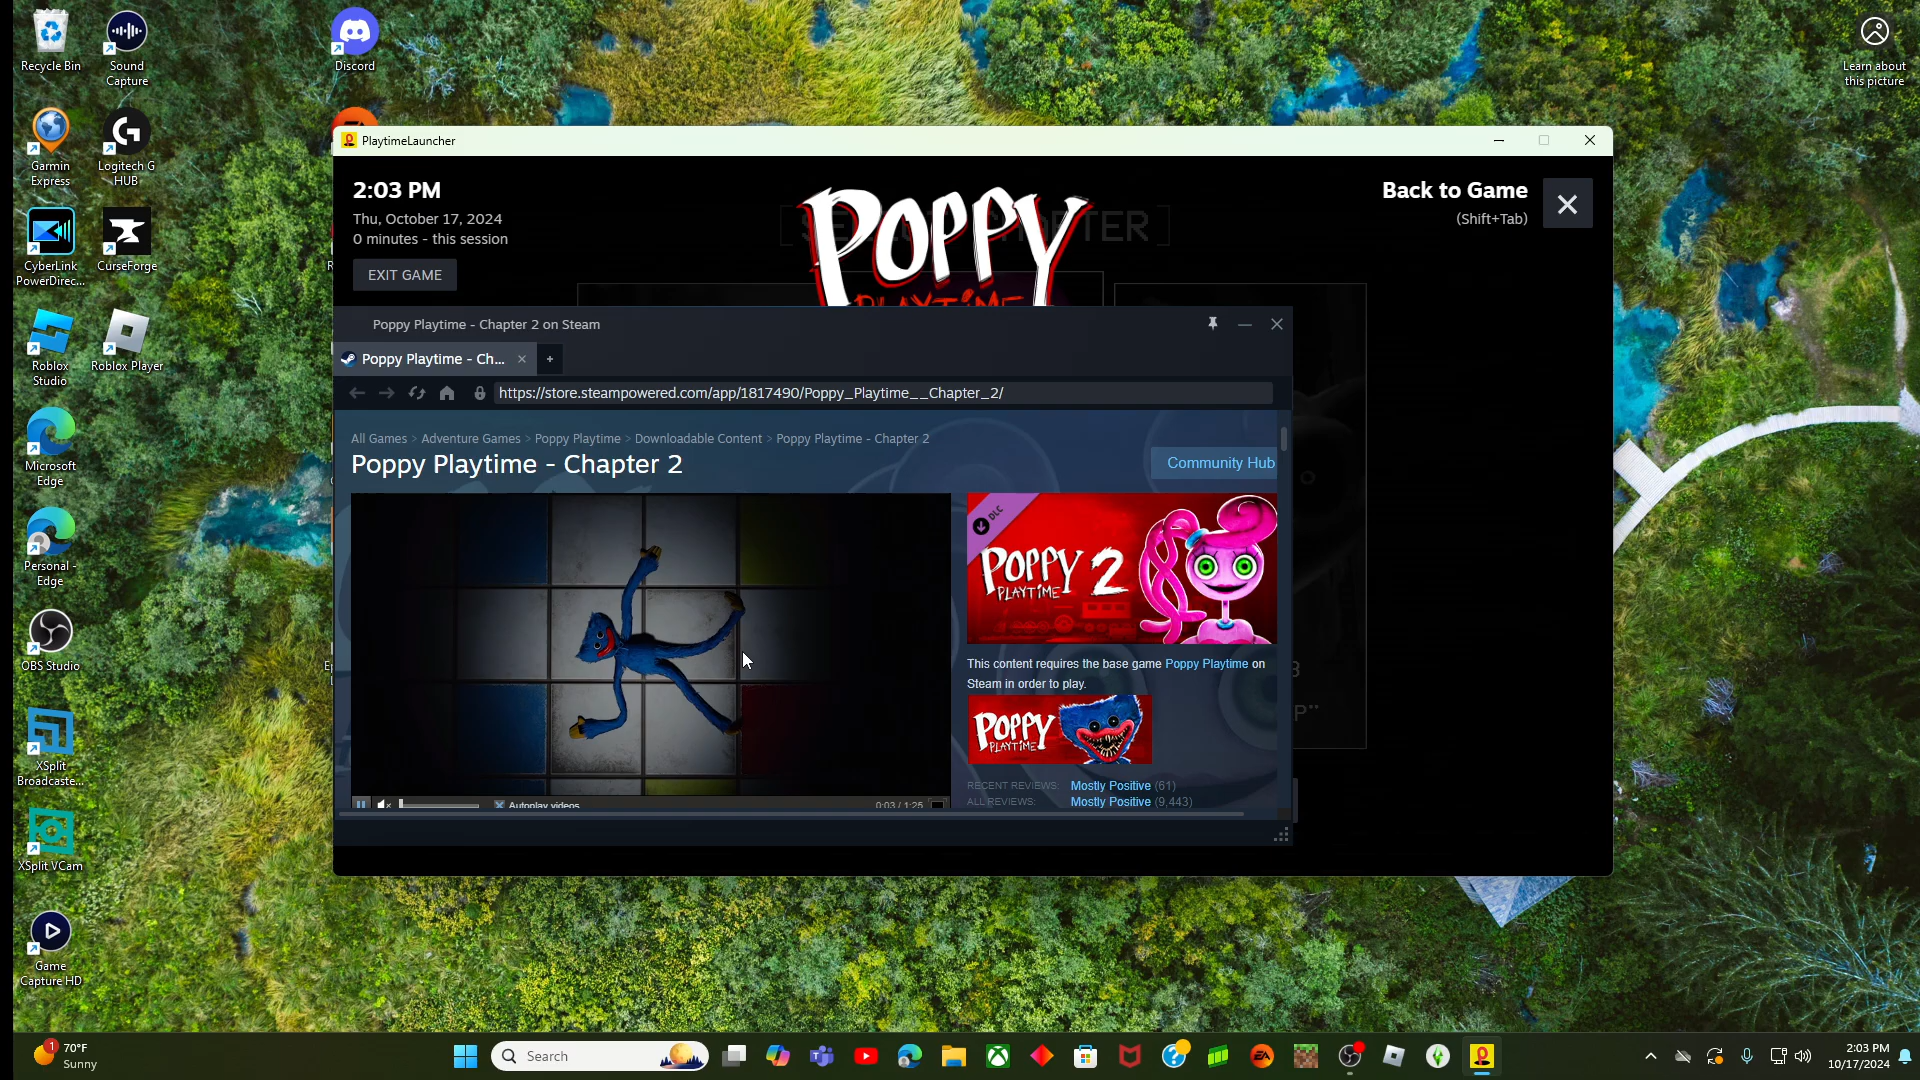 Recycle Bin
Sound
Capture
Discord
Learn about
this picture
Garmin
Express
Logitech G
HUB
CyberLink
PowerDirec...
CurseForge
Roblox
Studio
Roblox Player
Microsoft
Edge
Personal -
Edge
OBS Studio
XSplit
Broadcaste...
XSplit VCam
Game
Capture HD
PlaytimeLauncher
2:03 PM
Thu, October 17, 2024
0 minutes - this session
EXIT GAME
POPPY
PLAYTIME
Back to Game
(Shift+Tab)
Poppy Playtime - Chapter 2 on Steam
Poppy Playtime - Ch...
https://store.steampowered.com/app/1817490/Poppy_Playtime__Chapter_2/
All Games > Adventure Games > Poppy Playtime > Downloadable Content > Poppy Playtime - Chapter 2
Poppy Playtime - Chapter 2
Community Hub
DLC
POPPY 2
PLAYTIME
This content requires the base game Poppy Playtime on
Steam in order to play.
POPPY
PLAYTIME
RECENT REVIEWS: Mostly Positive (61)
ALL REVIEWS: Mostly Positive (9,443)
Autoplay videos
0:03 / 1:25
70°F
Sunny
Search
2:03 PM
10/17/2024